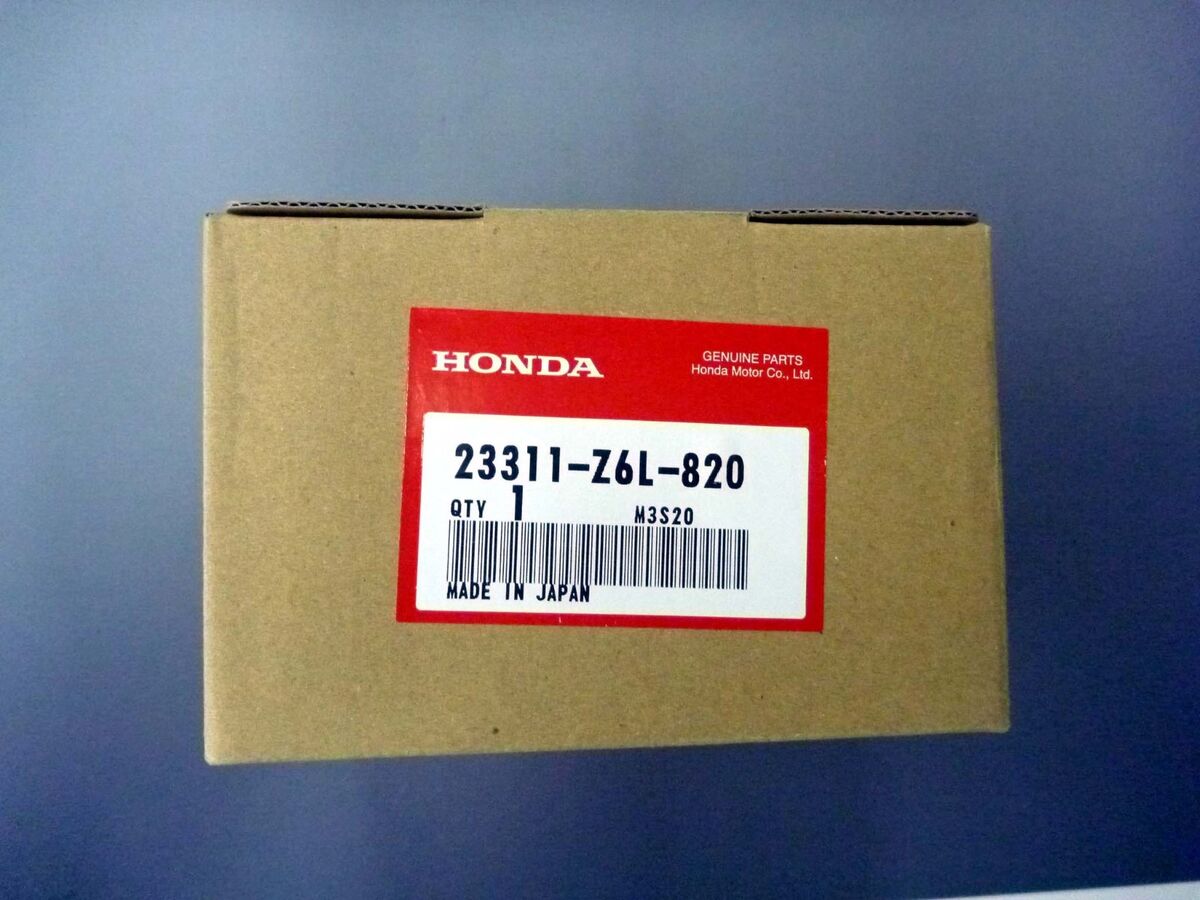 HONDA
GENUINE PARTS
Honda Motor Co., Ltd.
23311-Z6L-820
QTY 1 M3S20
MADE IN JAPAN